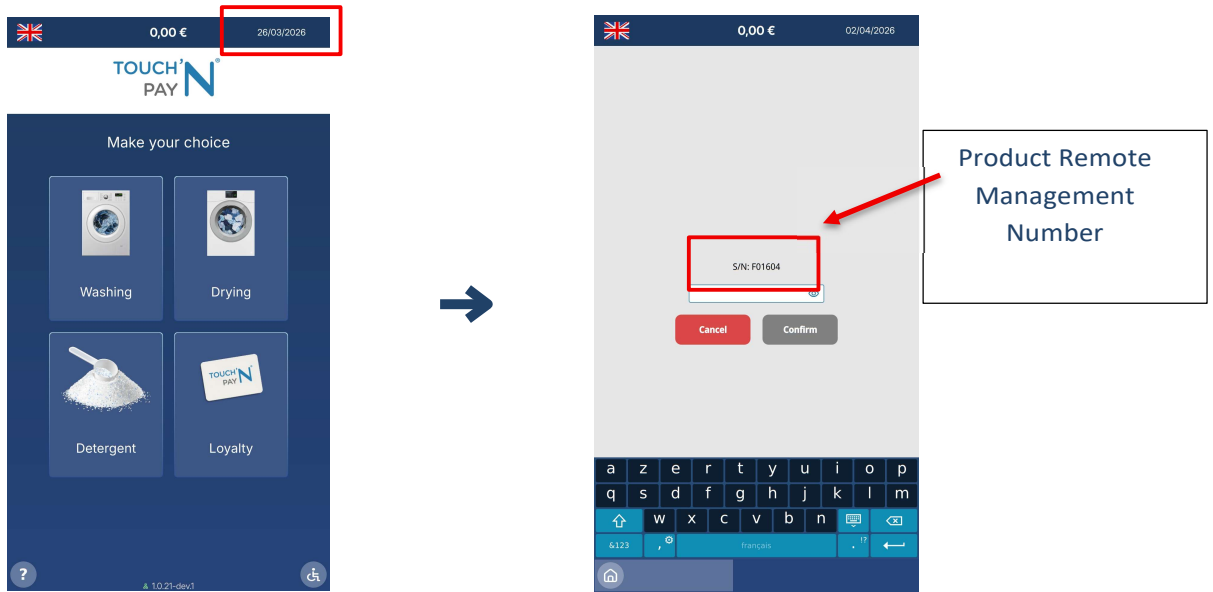 0,00 €
26/03/2026
TOUCH'N®
PAY
Make your choice
Washing
Drying
TOUCH'N®
PAY
Detergent
Loyalty
?
1.0.21-dev.1
0,00 €
02/04/2026
S/N: F01604
Cancel
Confirm
a z e r t y u i o p
q s d f g h j k l m
w x c v b n
&123 , français . !?
Product Remote
Management
Number